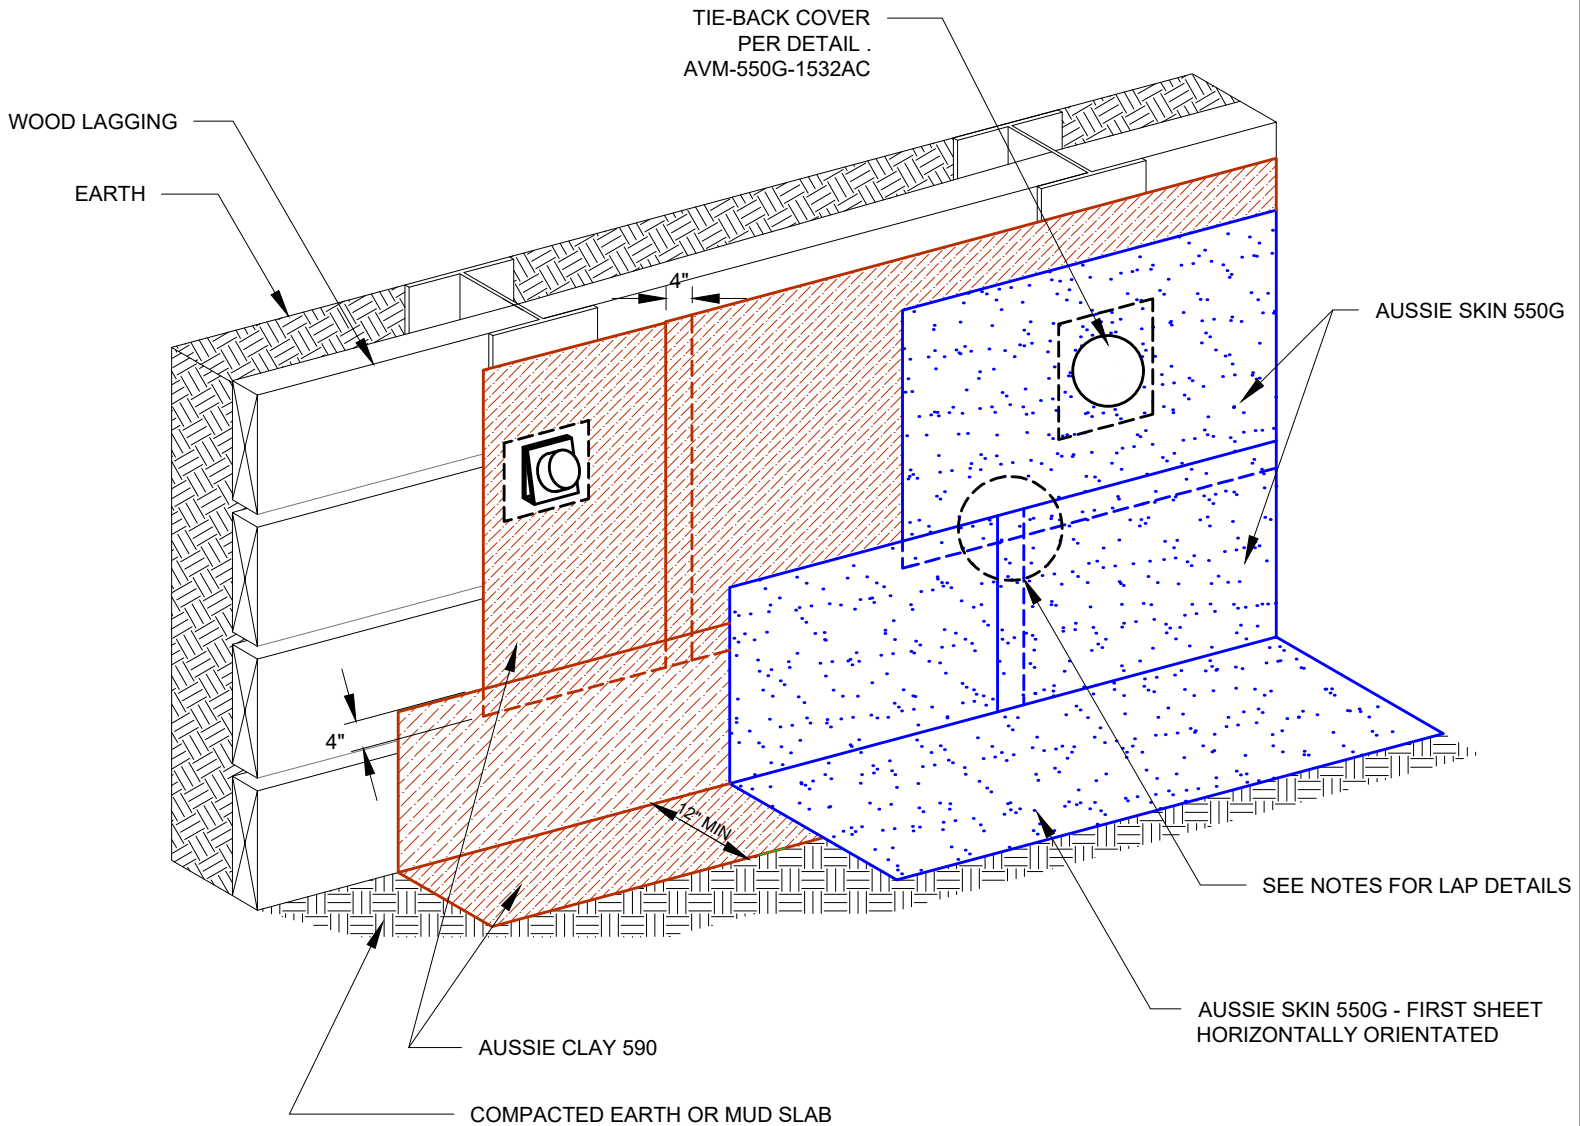 TIE-BACK COVER
PER DETAIL .
AVM-550G-1532AC
WOOD LAGGING
EARTH
4"
AUSSIE SKIN 550G
4"
12" MIN
SEE NOTES FOR LAP DETAILS
AUSSIE SKIN 550G - FIRST SHEET
HORIZONTALLY ORIENTATED
AUSSIE CLAY 590
COMPACTED EARTH OR MUD SLAB